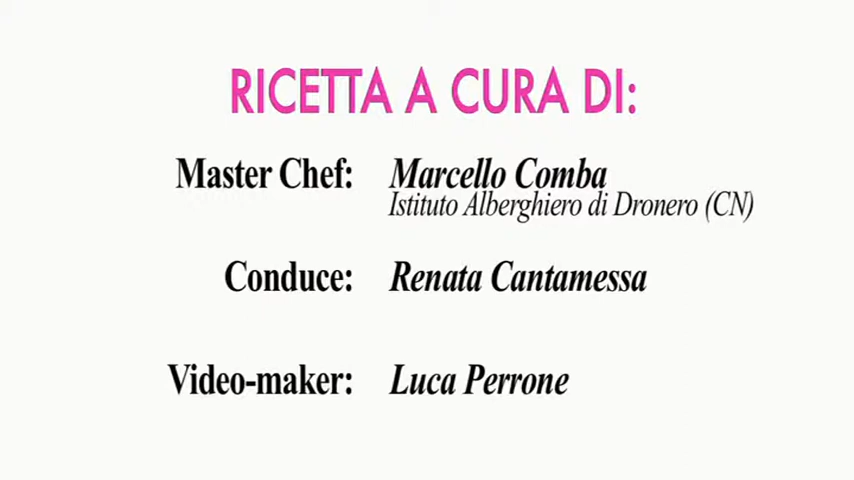 RICETTA A CURA DI:
Master Chef: Marcello Comba
Istituto Alberghiero di Dronero (CN)
Conduce: Renata Cantamessa
Video-maker: Luca Perrone